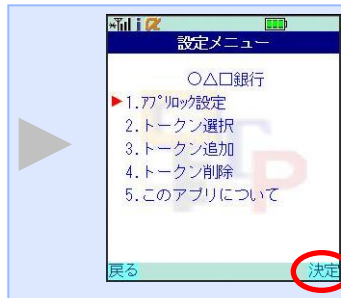 設定メニュー
○△□銀行
1.ｱﾌﾟﾘﾛｯｸ設定
2.トークン選択
3.トークン追加
4.トークン削除
5.このアプリについて
戻る 決定